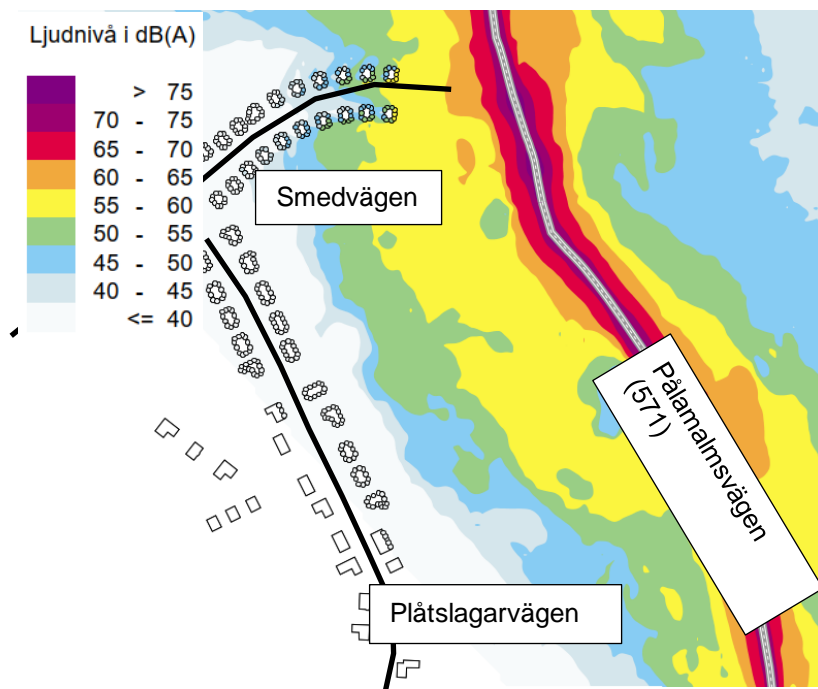 Ljudnivå i dB(A)
> 75
70 - 75
65 - 70
60 - 65
55 - 60
50 - 55
45 - 50
40 - 45
<= 40
Smedvägen
Pålamalmsvägen
(571)
Plåtslagarvägen